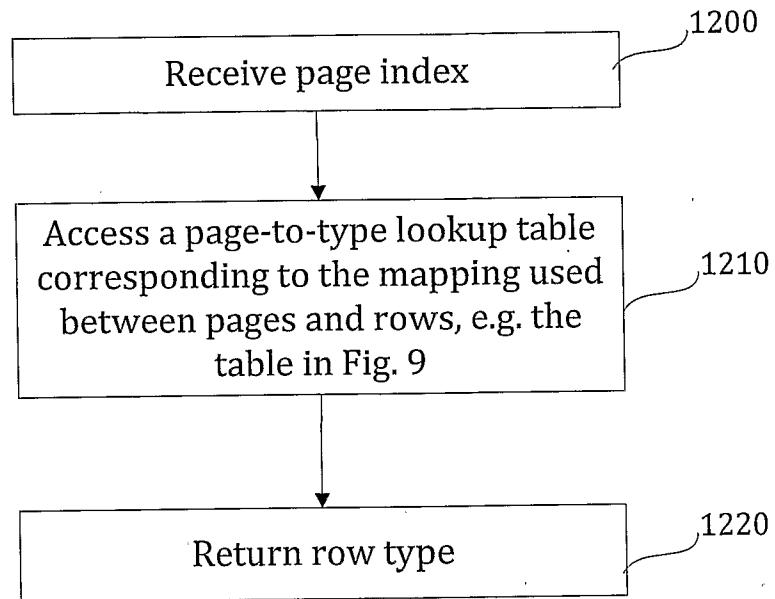 1200
Receive page index
Access a page-to-type lookup table
corresponding to the mapping used
between pages and rows, e.g. the
table in Fig. 9
1210
Return row type
1220